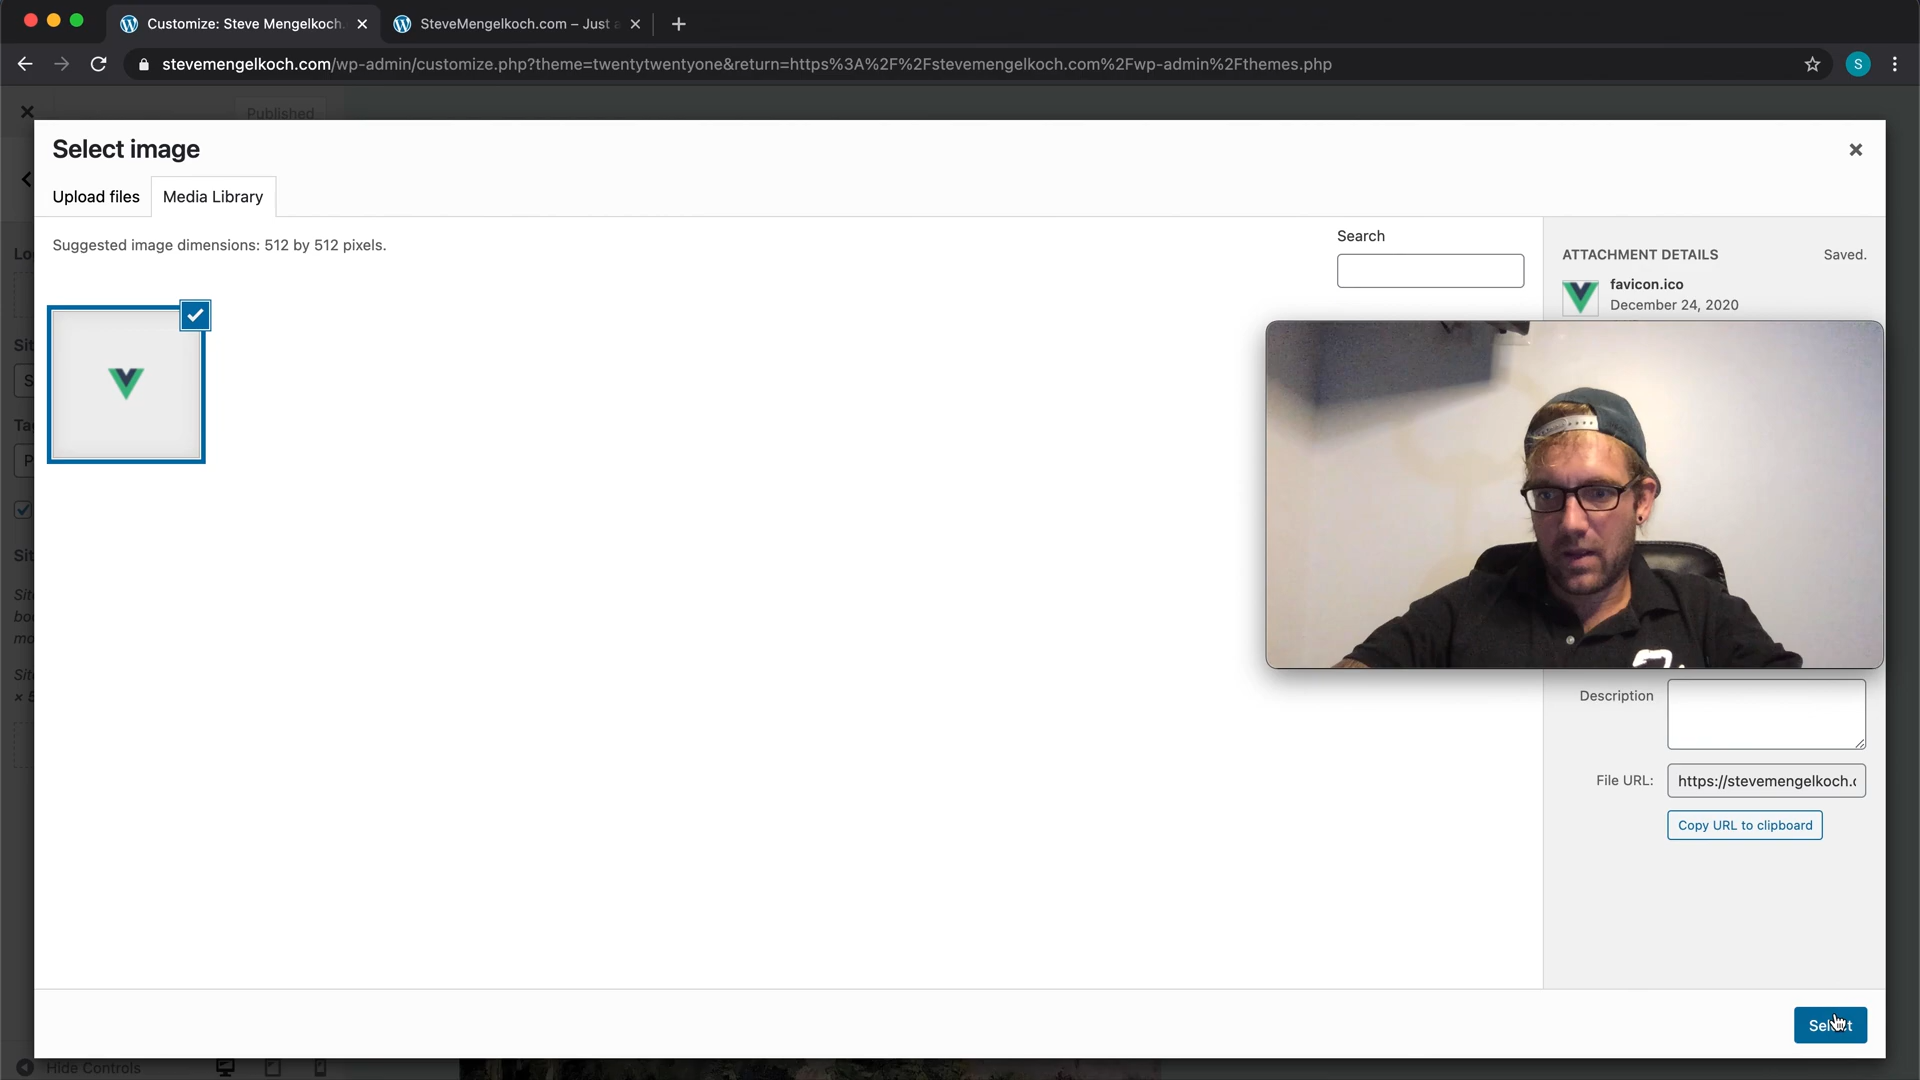 Customize: Steve Mengelkoch
SteveMengelkoch.com – Just
stevemengelkoch.com/wp-admin/customize.php?theme=twentytwentyone&return=https%3A%2F%2Fstevemengelkoch.com%2Fwp-admin%2Fthemes.php
S
Published
Select image
Upload files
Media Library
Suggested image dimensions: 512 by 512 pixels.
Search
ATTACHMENT DETAILS
Saved.
favicon.ico
December 24, 2020
Description
File URL:
https://stevemengelkoch.c
Copy URL to clipboard
Select
Hide Controls